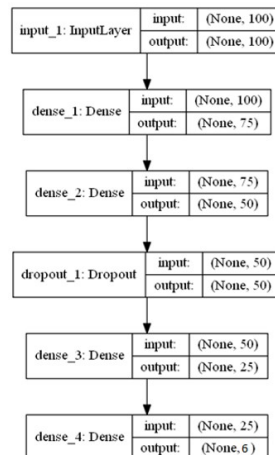 input_1: InputLayer input: (None, 100)
output: (None, 100)
dense_1: Dense input: (None, 100)
output: (None, 75)
dense_2: Dense input: (None, 75)
output: (None, 50)
dropout_1: Dropout input: (None, 50)
output: (None, 50)
dense_3: Dense input: (None, 50)
output: (None, 25)
dense_4: Dense input: (None, 25)
output: (None,6)